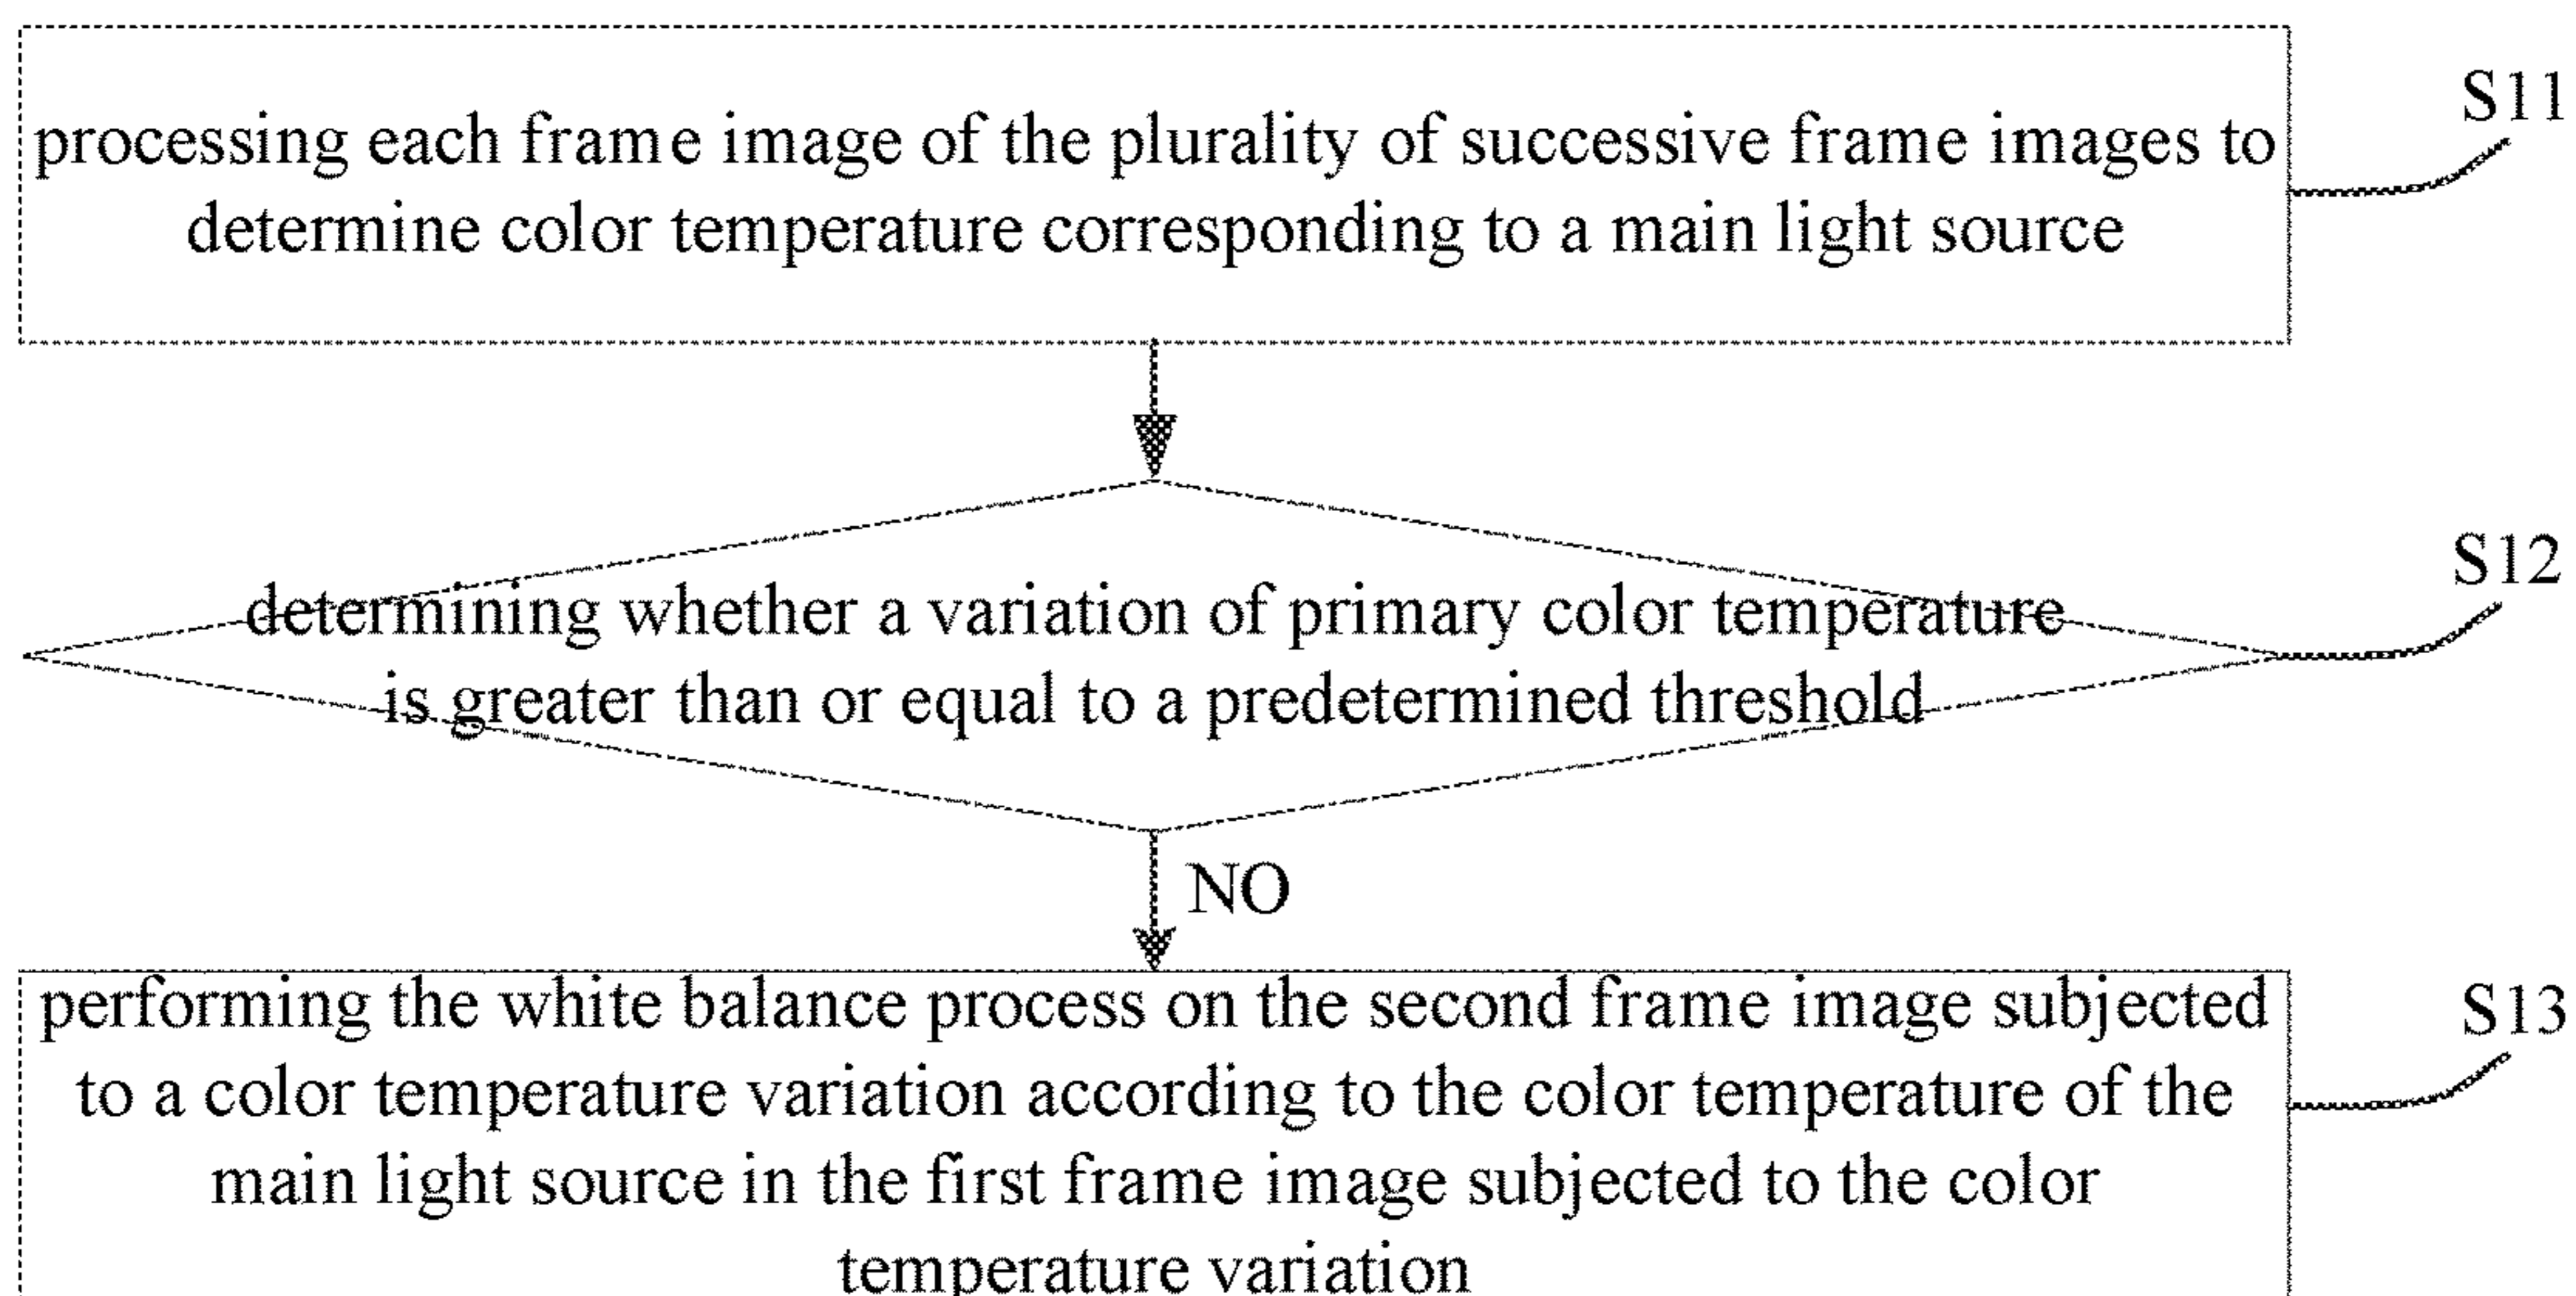 S11
processing each frame image of the plurality of successive frame images to
determine color temperature corresponding to a main light source
S12
determining whether a variation of primary color temperature
is greater than or equal to a predetermined threshold
NO
performing the white balance process on the second frame image subjected
S13
to a color temperature variation according to the color temperature of the
main light source in the first frame image subjected to the color
temperature variation